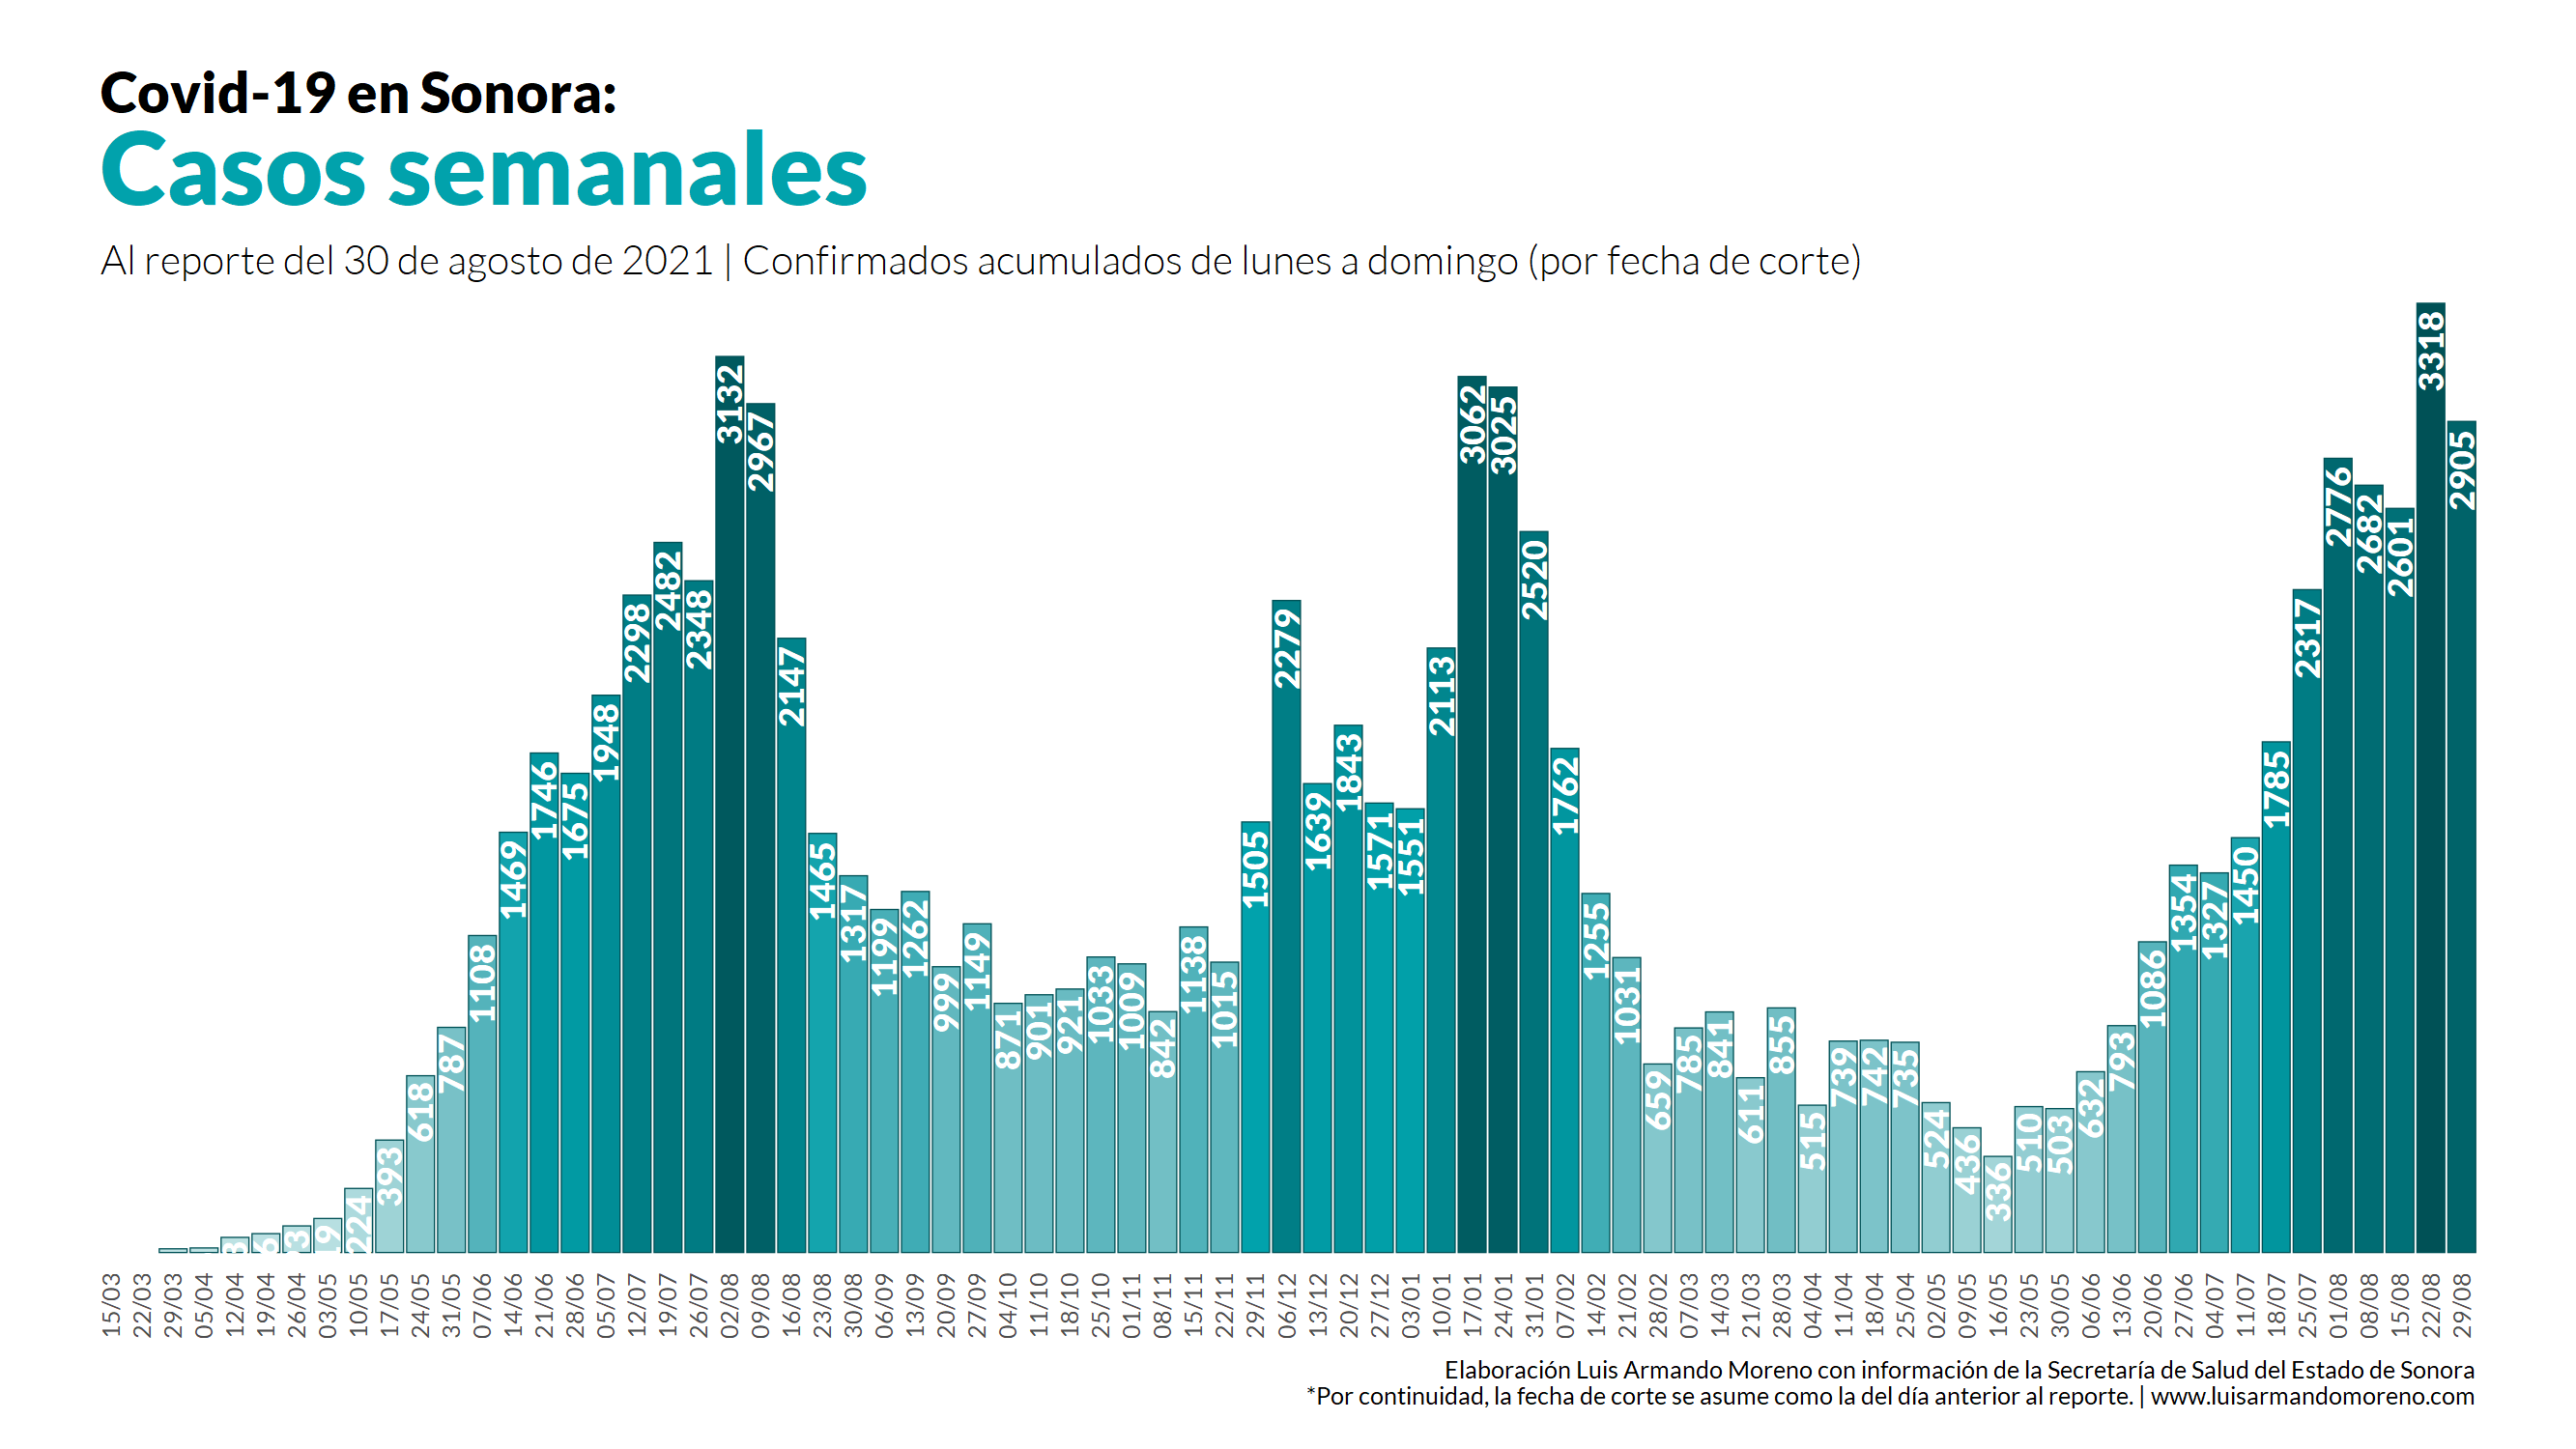 Covid-19 en Sonora:
Casos semanales
Al reporte del 30 de agosto de 2021 | Confirmados acumulados de lunes a domingo (por fecha de corte)
224 393 618 787 1108 1469 1746 1675 1948 2298 2482 2348 3132 2967 2147 1465 1317 1199 1262 999 1149 871 901 921 1033 1009 842 1138 1015 1505 2279 1639 1843 1571 1551 2113 3062 3025 2520 1762 1255 1031 659 785 841 611 855 515 739 742 735 524 436 336 510 503 632 793 1086 1354 1327 1450 1785 2317 2776 2682 2601 3318 2905
15/03 22/03 29/03 05/04 12/04 19/04 26/04 03/05 10/05 17/05 24/05 31/05 07/06 14/06 21/06 28/06 05/07 12/07 19/07 26/07 02/08 09/08 16/08 23/08 30/08 06/09 13/09 20/09 27/09 04/10 11/10 18/10 25/10 01/11 08/11 15/11 22/11 29/11 06/12 13/12 20/12 27/12 03/01 10/01 17/01 24/01 31/01 07/02 14/02 21/02 28/02 07/03 14/03 21/03 28/03 04/04 11/04 18/04 25/04 02/05 09/05 16/05 23/05 30/05 06/06 13/06 20/06 27/06 04/07 11/07 18/07 25/07 01/08 08/08 15/08 22/08 29/08
Elaboración Luis Armando Moreno con información de la Secretaría de Salud del Estado de Sonora
*Por continuidad, la fecha de corte se asume como la del día anterior al reporte. | www.luisarmandomoreno.com